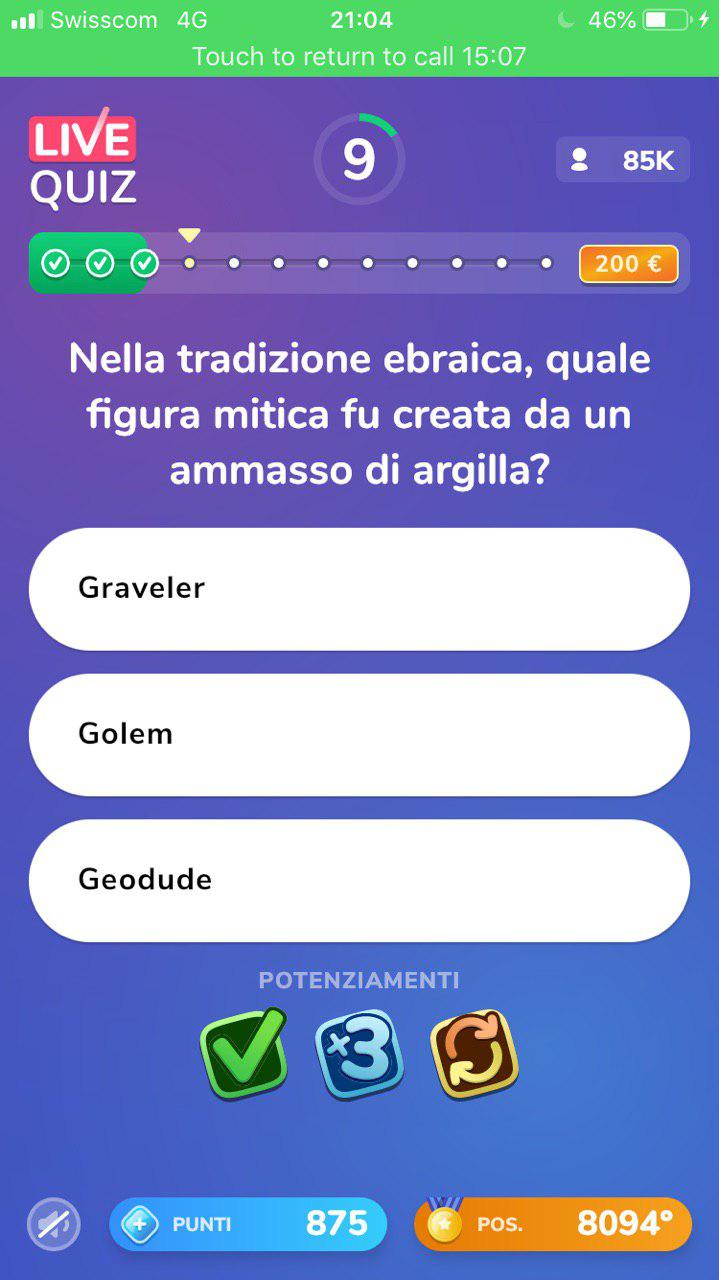 Swisscom 4G 21:04 46%
Touch to return to call 15:07
LIVE
QUIZ
9
85K
200 €
Nella tradizione ebraica, quale
figura mitica fu creata da un
ammasso di argilla?
Graveler
Golem
Geodude
POTENZIAMENTI
×3
PUNTI 875
POS. 8094°